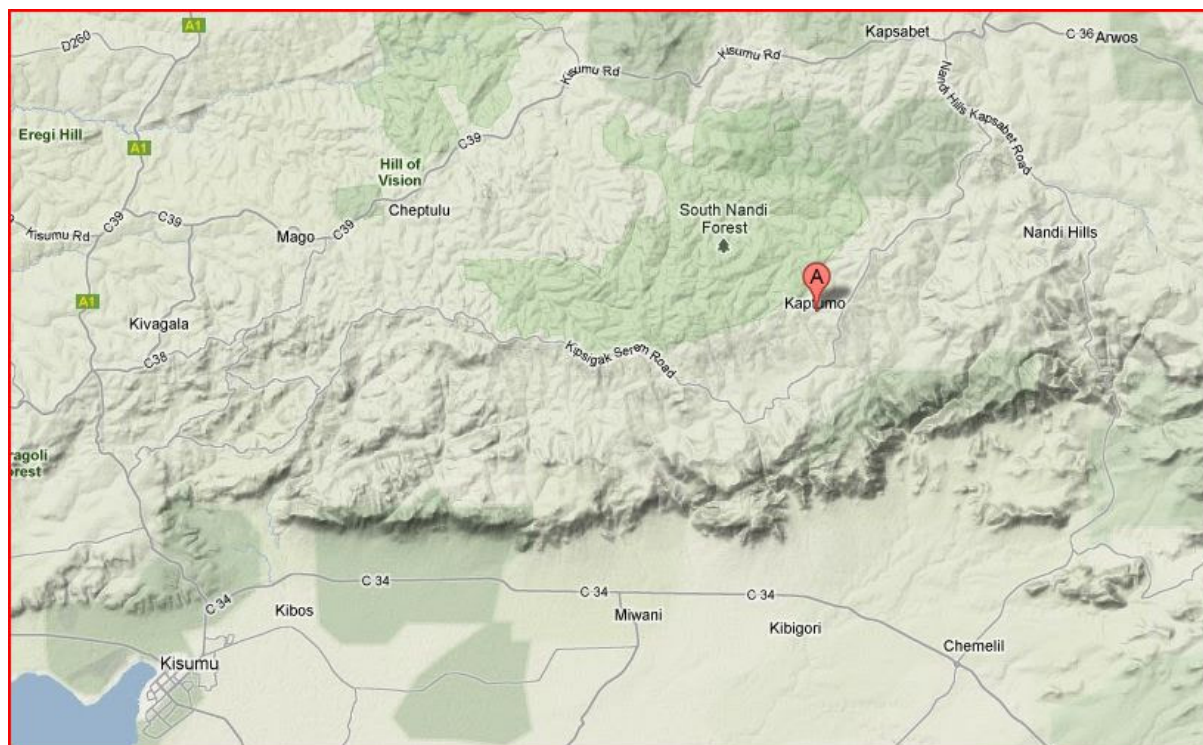 A1
D260
Kapsabet
C 36
Arwos
Kisumu Rd
Kisumu Rd
Nandi Hills Kapsabet Road
Eregi Hill
A1
C39
Hill of
Vision
Cheptulu
South Nandi
Forest
C39
C39
C39
Kisumu Rd
Mago
Nandi Hills
A
Kaptumo
A1
Kivagala
C38
Kipsigak Serem Road
C 34
C 34
C 34
C 34
Kibos
Miwani
Kibigori
Chemelil
Kisumu